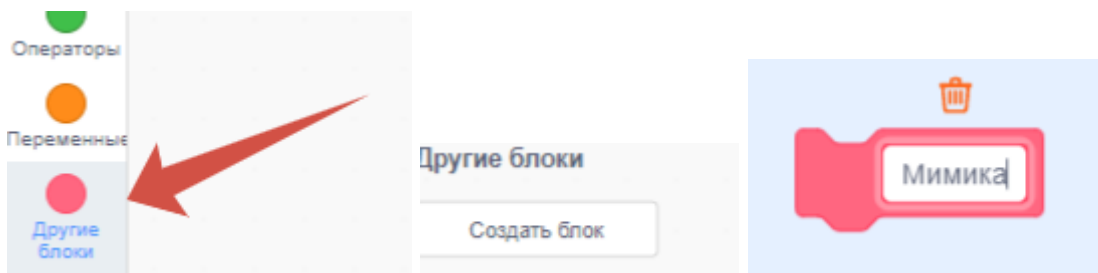 Операторы
Переменные
Другие
блоки
Другие блоки
Создать блок
Мимика